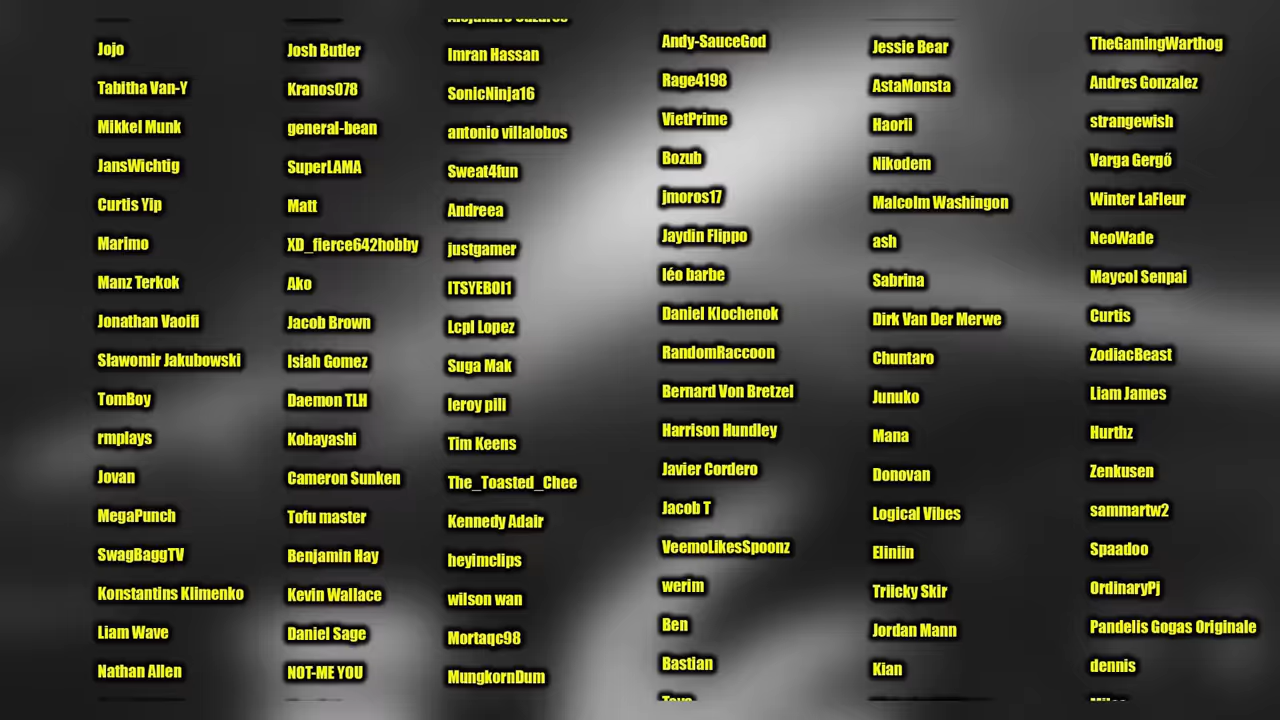 Jojo
Tabitha Van-Y
Mikkel Munk
JansWichtig
Curtis Yip
Marimo
Manz Terkok
Jonathan Vaoifi
Sławomir Jakubowski
TomBoy
rmplays
Jovan
MegaPunch
SwagBaggTV
Konstantins Klimenko
Liam Wave
Nathan Allen
Josh Butler
Kranos078
general-bean
SuperLAMA
Matt
XD_fierce642hobby
Ako
Jacob Brown
Isiah Gomez
Daemon TLH
Kobayashi
Cameron Sunken
Tofu master
Benjamin Hay
Kevin Wallace
Daniel Sage
NOT-ME YOU
Imran Hassan
SonicNinja16
antonio villalobos
Sweat4fun
Andreea
justgamer
ITSYEBOI1
Lcpl Lopez
Suga Mak
leroy pili
Tim Keens
The_Toasted_Chee
Kennedy Adair
heyimclips
wilson wan
Mortaqc98
MungkornDum
Andy-SauceGod
Rage4198
VietPrime
Bozub
jmoros17
Jaydin Flippo
léo barbe
Daniel Klochenok
RandomRaccoon
Bernard Von Bretzel
Harrison Hundley
Javier Cordero
Jacob T
VeemoLikesSpoonz
werim
Ben
Bastian
Jessie Bear
AstaMonsta
Haorii
Nikodem
Malcolm Washingon
ash
Sabrina
Dirk Van Der Merwe
Chuntaro
Junuko
Mana
Donovan
Logical Vibes
Eliniin
Triicky Skir
Jordan Mann
Kian
TheGamingWarthog
Andres Gonzalez
strangewish
Varga Gergő
Winter LaFleur
NeoWade
Maycol Senpai
Curtis
ZodiacBeast
Liam James
Hurthz
Zenkusen
sammartw2
Spaadoo
OrdinaryPj
Pandelis Gogas Originale
dennis